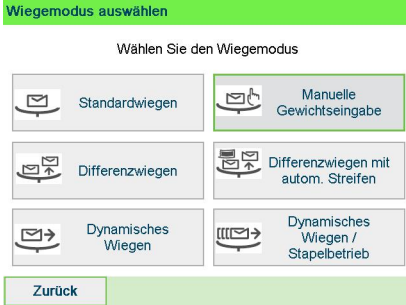 Wiegemodus auswählen
Wählen Sie den Wiegemodus
Standardwiegen
Manuelle
Gewichtseingabe
Differenzwiegen
Differenzwiegen mit
autom. Streifen
Dynamisches
Wiegen
Dynamisches
Wiegen /
Stapelbetrieb
Zurück